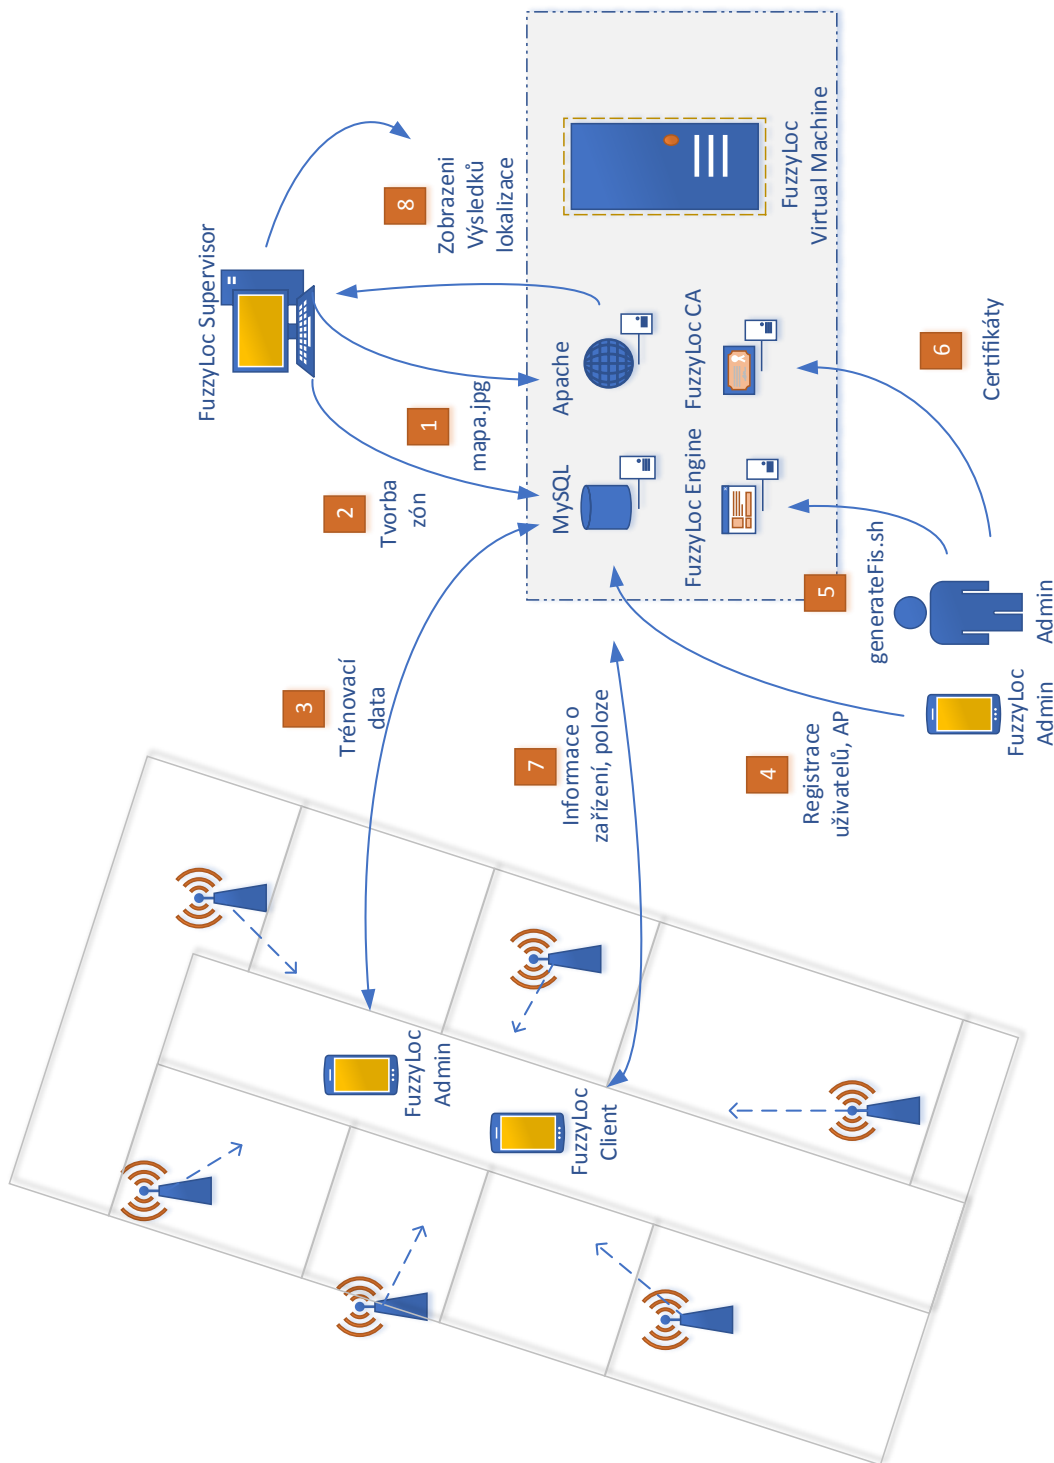 FuzzyLoc Supervisor
8
Zobrazeni
Výsledků
lokalizace
1
mapa.jpg
2
Tvorba
zón
3
Trénovací
data
MySQL
Apache
FuzzyLoc Engine
FuzzyLoc CA
FuzzyLoc
Virtual Machine
7
Informace o
zařízení, poloze
4
Registrace
uživatelů, AP
5
generateFis.sh
6
Certifikáty
FuzzyLoc
Admin
FuzzyLoc
Client
FuzzyLoc
Admin
Admin